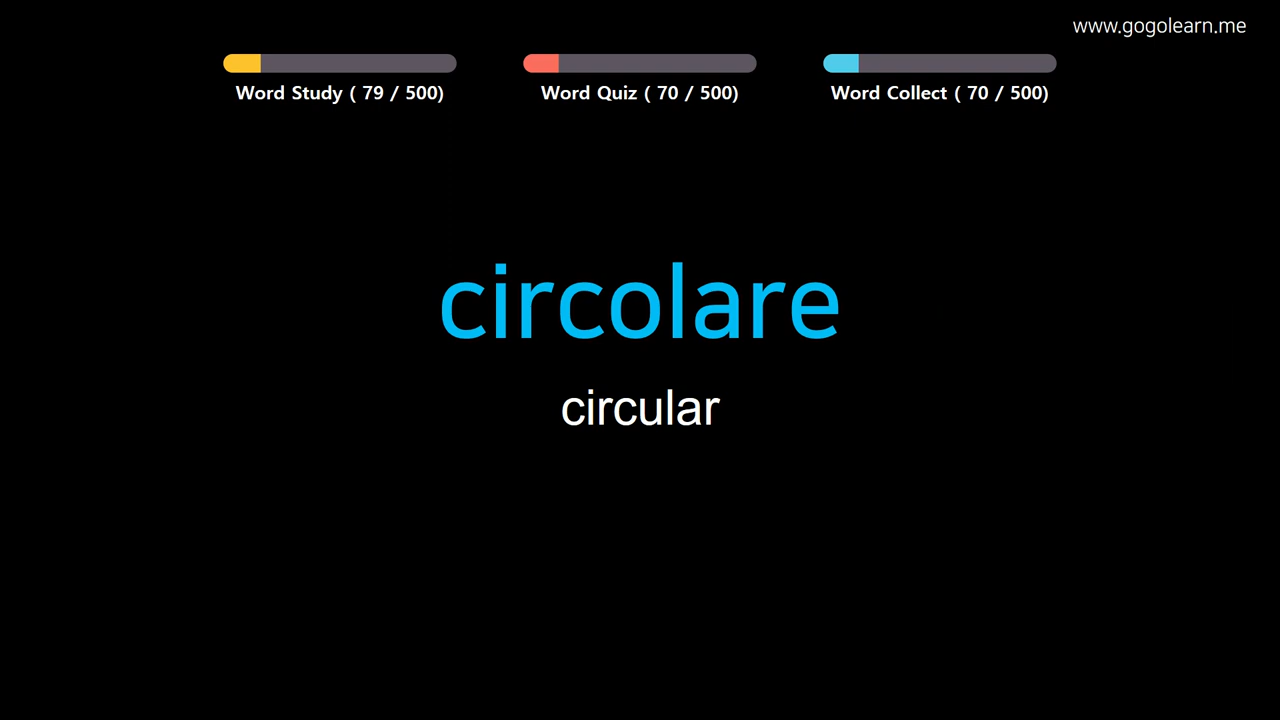 www.gogolearn.me
Word Study ( 79 / 500)
Word Quiz ( 70 / 500)
Word Collect ( 70 / 500)
circolare
circular